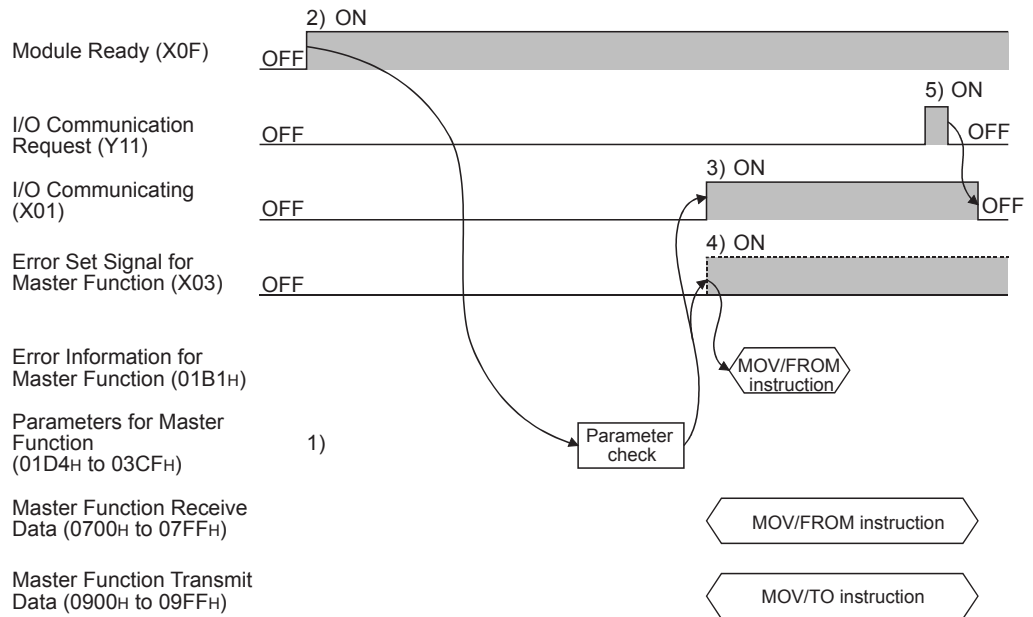 2) ON
Module Ready (X0F)
OFF
5) ON
I/O Communication
Request (Y11)
OFF
OFF
3) ON
I/O Communicating
(X01)
OFF
OFF
4) ON
Error Set Signal for
Master Function (X03)
OFF
Error Information for
Master Function (01B1H)
MOV/FROM
instruction
Parameters for Master
Function
(01D4H to 03CFH)
1)
Parameter
check
Master Function Receive
Data (0700H to 07FFH)
MOV/FROM instruction
Master Function Transmit
Data (0900H to 09FFH)
MOV/TO instruction